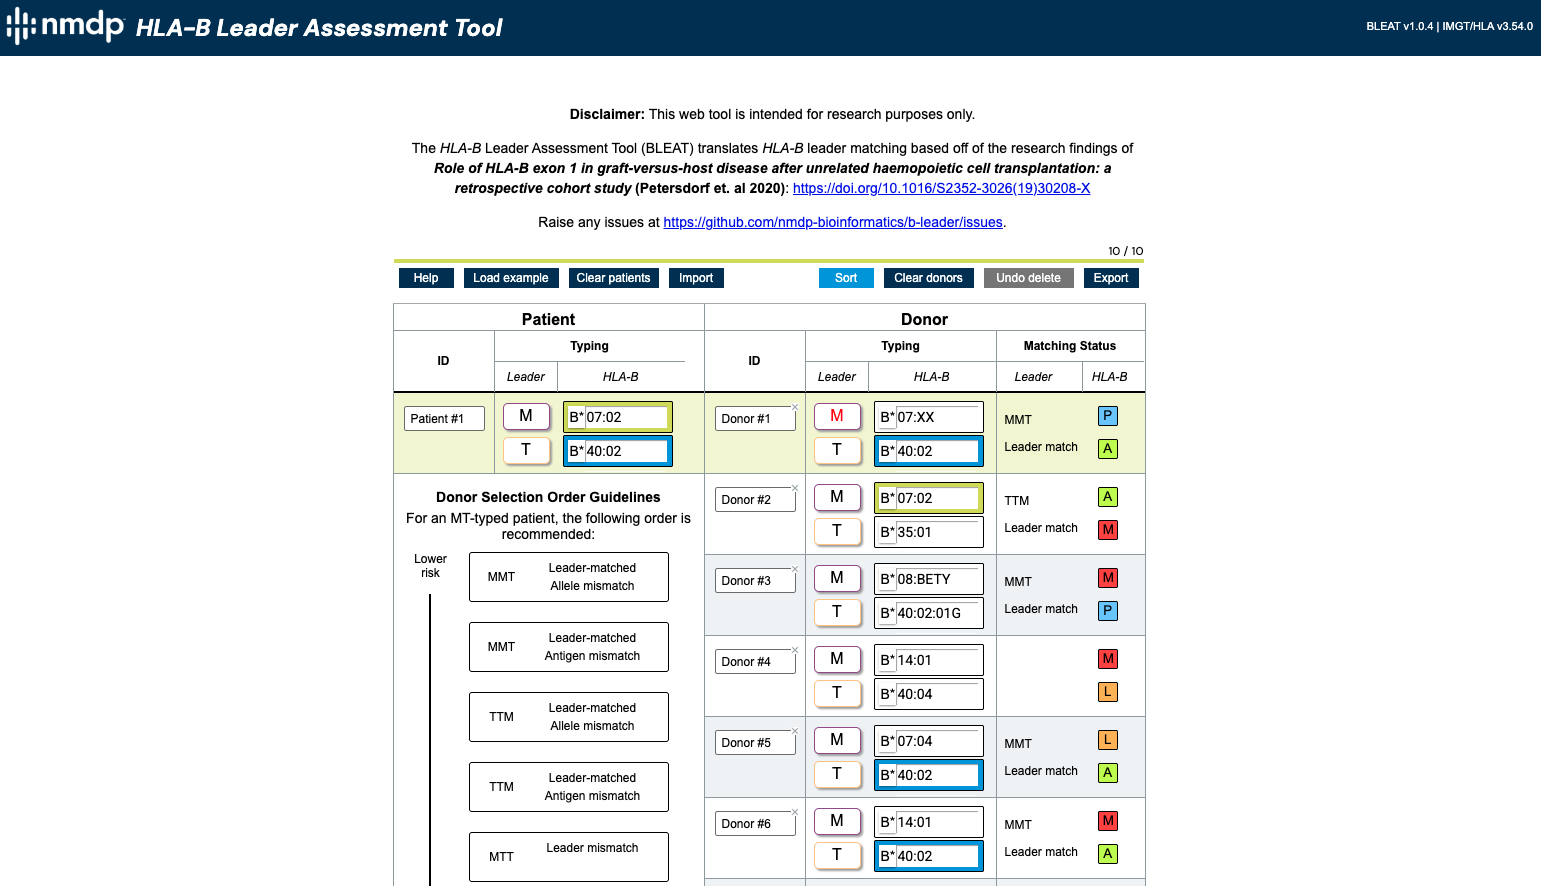 nmdp HLA-B Leader Assessment Tool
BLEAT v1.0.4 | IMGT/HLA v3.54.0
Disclaimer: This web tool is intended for research purposes only.
The HLA-B Leader Assessment Tool (BLEAT) translates HLA-B leader matching based off of the research findings of
Role of HLA-B exon 1 in graft-versus-host disease after unrelated haemopoietic cell transplantation: a
retrospective cohort study (Petersdorf et. al 2020): https://doi.org/10.1016/S2352-3026(19)30208-X
Raise any issues at https://github.com/nmdp-bioinformatics/b-leader/issues.
10 / 10
Help Load example Clear patients Import Sort Clear donors Undo delete Export
Patient Donor
ID Typing ID Typing Matching Status
Leader HLA-B Leader HLA-B Leader HLA-B
Patient #1 M B* 07:02
T B* 40:02
Donor #1 × M B* 07:XX MMT P
T B* 40:02 Leader match A
Donor #2 × M B* 07:02 TTM A
T B* 35:01 Leader match M
Donor #3 × M B* 08:BETY MMT M
T B* 40:02:01G Leader match P
Donor #4 × M B* 14:01 M
T B* 40:04 L
Donor #5 × M B* 07:04 MMT L
T B* 40:02 Leader match A
Donor #6 × M B* 14:01 MMT M
T B* 40:02 Leader match A
Donor Selection Order Guidelines
For an MT-typed patient, the following order is
recommended:
Lower
risk
MMT Leader-matched
Allele mismatch
MMT Leader-matched
Antigen mismatch
TTM Leader-matched
Allele mismatch
TTM Leader-matched
Antigen mismatch
MTT Leader mismatch